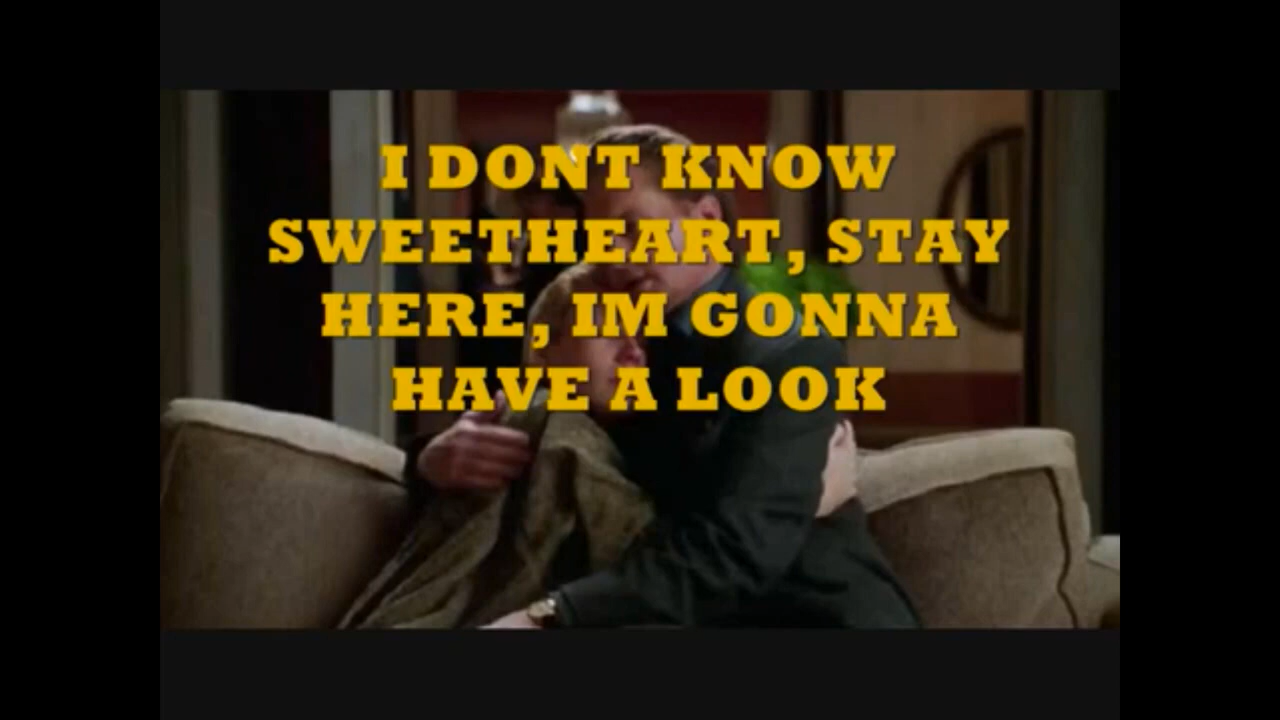 I DONT KNOW
SWEETHEART, STAY
HERE, IM GONNA
HAVE A LOOK